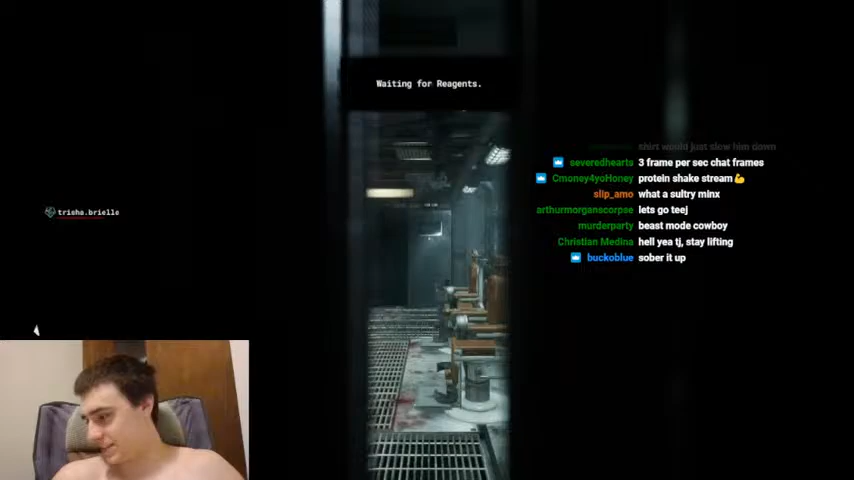 Waiting for Reagents.
shirt would just slow him down
severedhearts 3 frame per sec chat frames
Cmoney4yoHoney protein shake stream💪
slip_amo what a sultry minx
arthurmorganscorpse lets go teej
murderparty beast mode cowboy
Christian Medina hell yea tj, stay lifting
buckoblue sober it up
trisha.brielle